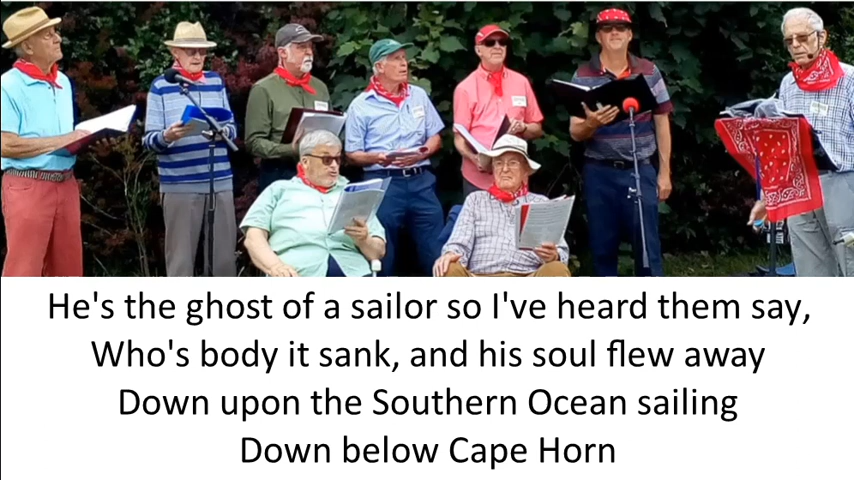 He's the ghost of a sailor so I've heard them say,
Who's body it sank, and his soul flew away
Down upon the Southern Ocean sailing
Down below Cape Horn